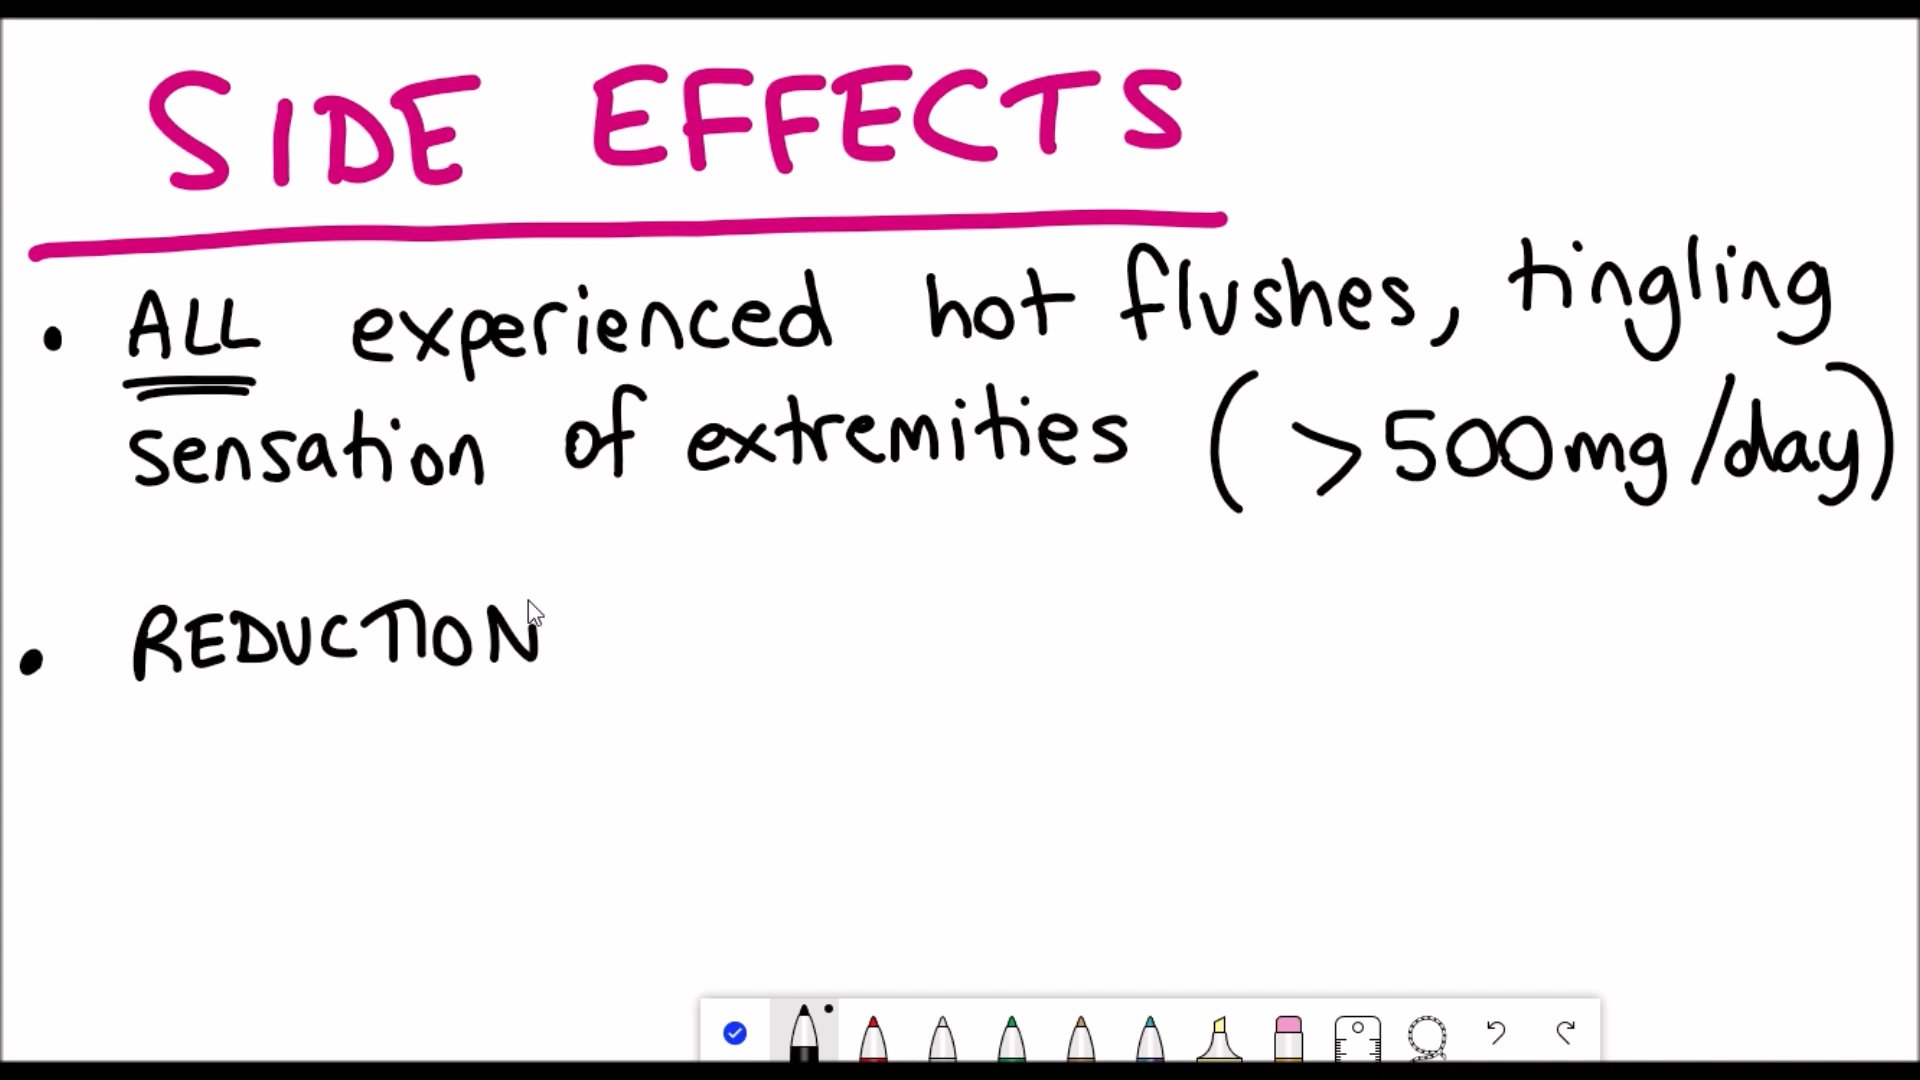 SIDE EFFECTS
• ALL experienced hot flushes, tingling
sensation of extremities (>500mg/day)
• REDUCTION